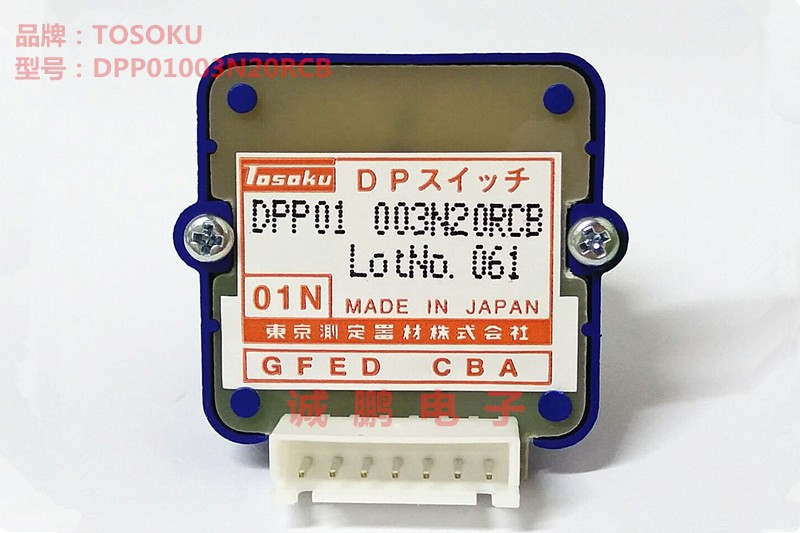 品牌：TOSOKU
型号：DPP01003N20RCB
Tosoku DPスイッチ
DPP01 003N20RCB
LotNo. 061
01N MADE IN JAPAN
東京測定器材株式会社
GFED CBA
诚鹏电子